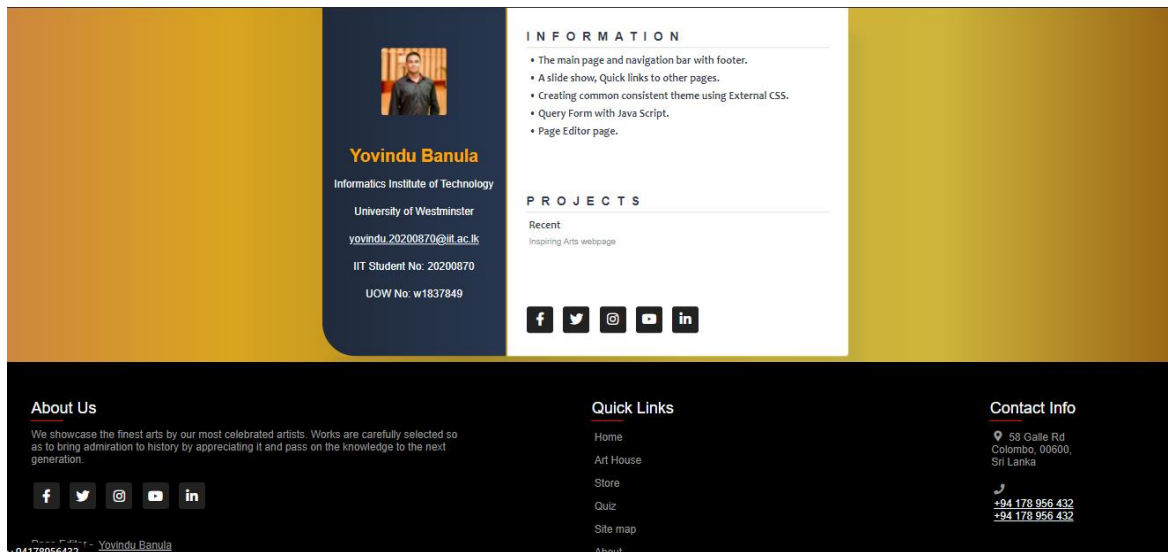 Yovindu Banula
Informatics Institute of Technology
University of Westminster
yovindu.20200870@iit.ac.lk
IIT Student No: 20200870
UOW No: w1837849
INFORMATION
• The main page and navigation bar with footer.
• A slide show, Quick links to other pages.
• Creating common consistent theme using External CSS.
• Query Form with Java Script.
• Page Editor page.
PROJECTS
Recent
Inspiring Arts webpage
About Us
We showcase the finest arts by our most celebrated artists. Works are carefully selected so
as to bring admiration to history by appreciating it and pass on the knowledge to the next
generation.
Page Editor - Yovindu Banula
Quick Links
Home
Art House
Store
Quiz
Site map
About
Contact Info
58 Galle Rd
Colombo, 00600,
Sri Lanka
+94 178 956 432
+94 178 956 432
+94178956432